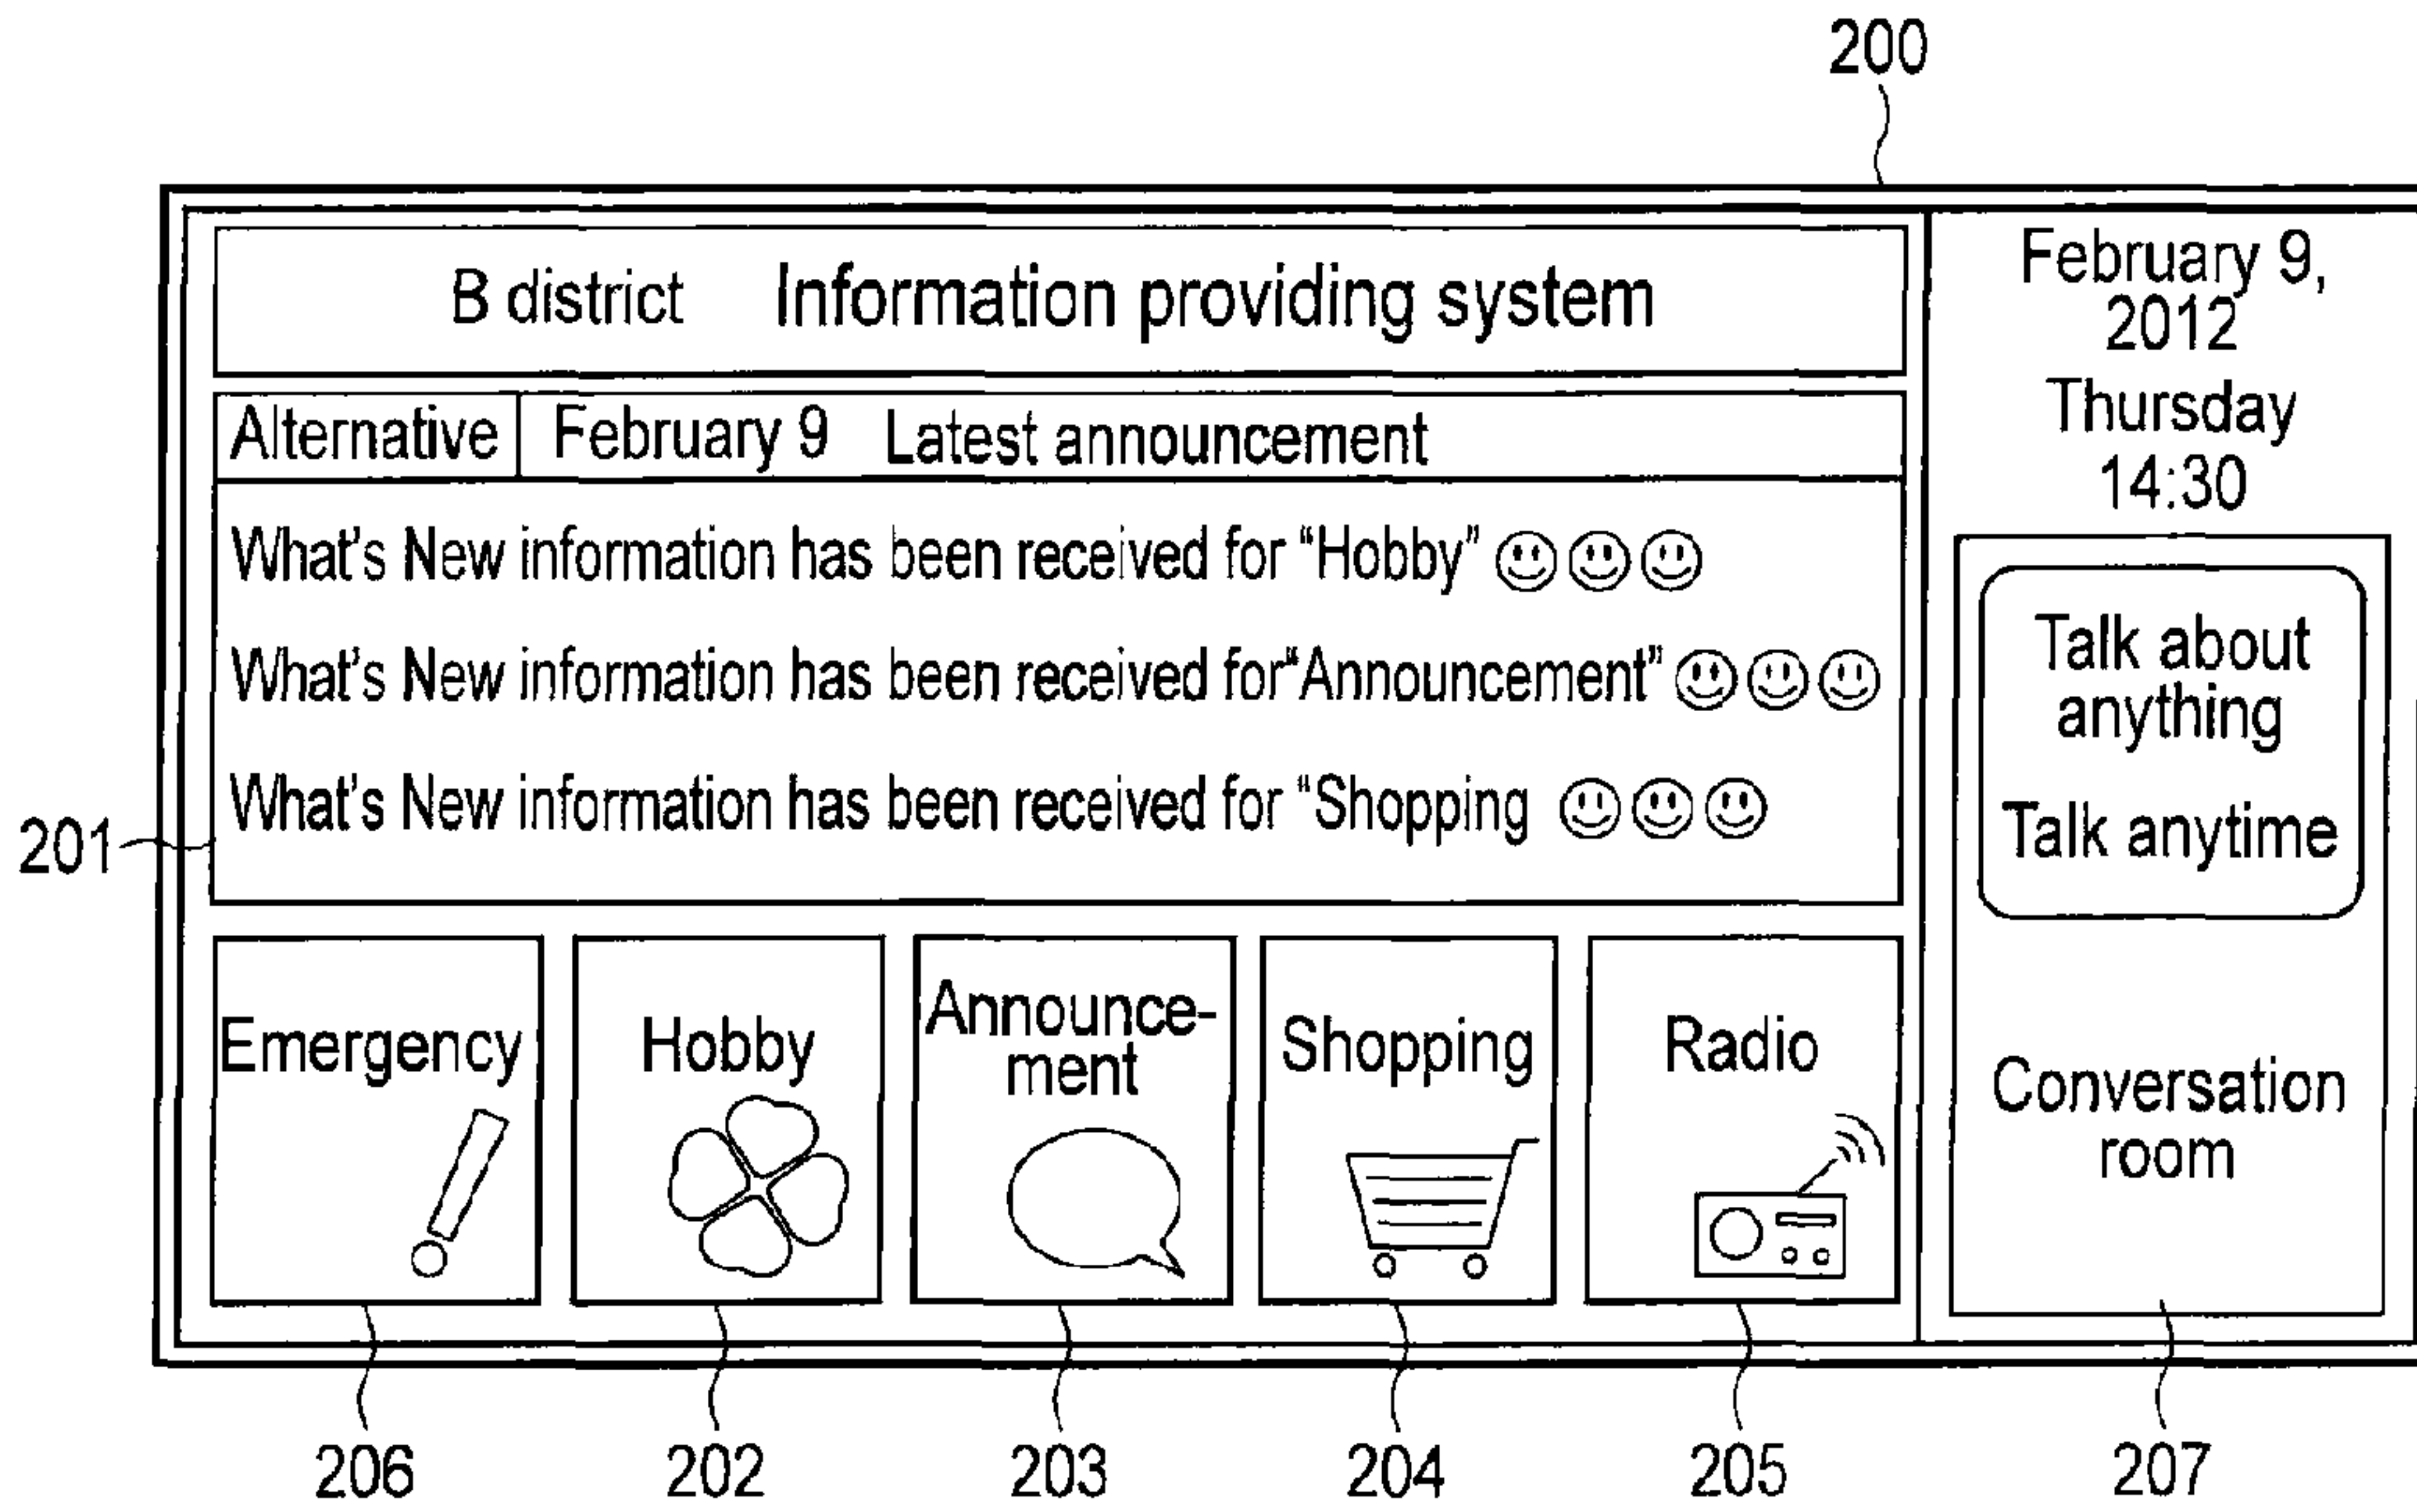 200
B district Information providing system
February 9,
2012
Thursday
14:30
Alternative February 9 Latest announcement
What's New information has been received for "Hobby"
What's New information has been received for"Announcement"
What's New information has been received for "Shopping
201
Talk about
anything
Talk anytime
Conversation
room
Emergency
Hobby
Announce-
ment
Shopping
Radio
206 202 203 204 205 207